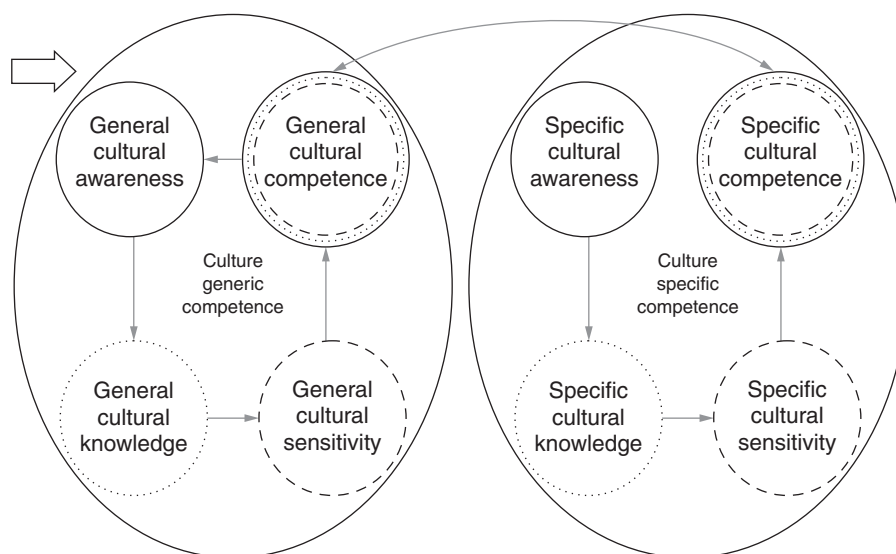 General
cultural
awareness
General
cultural
competence
Culture
generic
competence
General
cultural
knowledge
General
cultural
sensitivity
Specific
cultural
awareness
Specific
cultural
competence
Culture
specific
competence
Specific
cultural
knowledge
Specific
cultural
sensitivity